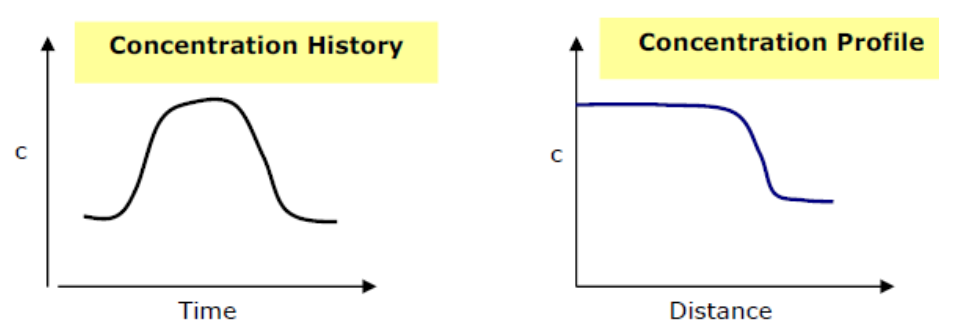 Concentration History
Concentration Profile
c
c
Time
Distance